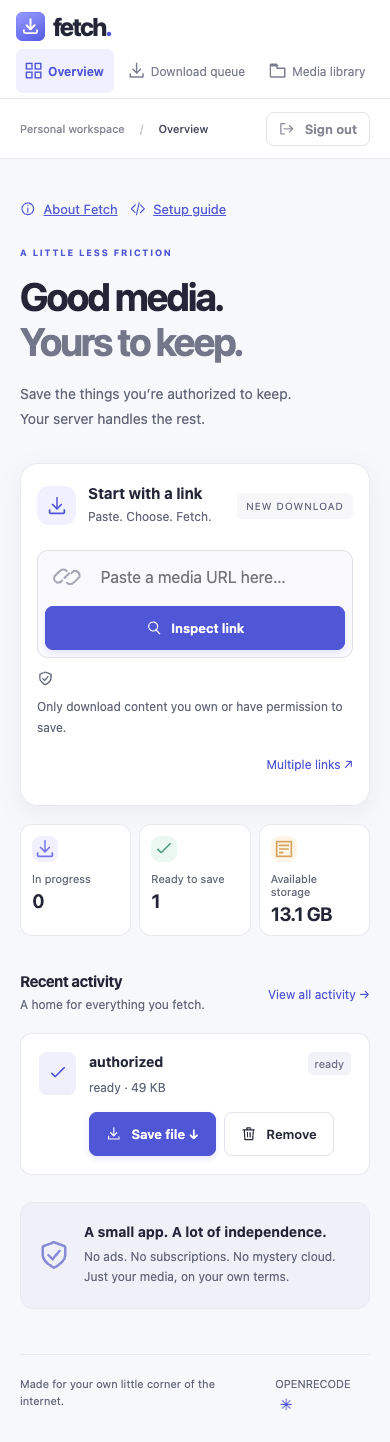 fetch.
Overview
Download queue
Media library
Personal workspace / Overview
Sign out
About Fetch
Setup guide
A LITTLE LESS FRICTION
Good media.
Yours to keep.
Save the things you’re authorized to keep.
Your server handles the rest.
Start with a link
Paste. Choose. Fetch.
NEW DOWNLOAD
Paste a media URL here...
Inspect link
Only download content you own or have permission to
save.
Multiple links ↗
In progress
0
Ready to save
1
Available
storage
13.1 GB
Recent activity
A home for everything you fetch.
View all activity →
authorized
ready · 49 KB
ready
Save file ↓
Remove
A small app. A lot of independence.
No ads. No subscriptions. No mystery cloud.
Just your media, on your own terms.
Made for your own little corner of the
internet.
OPENRECODE